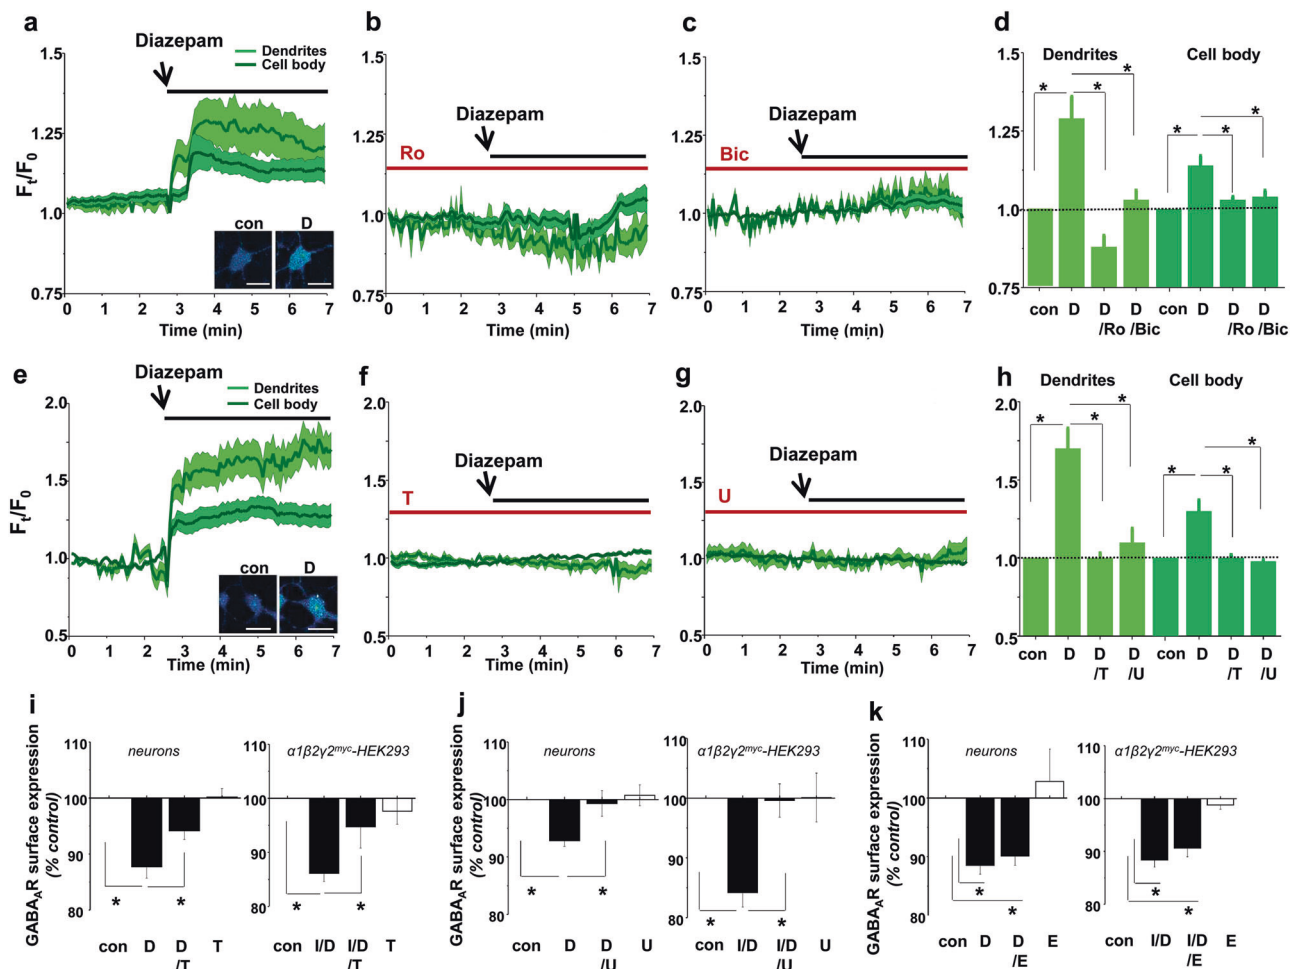 a
Diazepam
Dendrites
Cell body
1.5
1.25
1.0
0.75
Ft/F0
con D
0 1 2 3 4 5 6 7
Time (min)
b
Diazepam
Ro
1.5
1.25
1.0
0.75
0 1 2 3 4 5 6 7
Time (min)
c
Diazepam
Bic
1.5
1.25
1.0
0.75
0 1 2 3 4 5 6 7
Time (min)
d
Dendrites Cell body
1.5
1.25
1.0
0.75
* * * * * *
con D D D con D D D
/Ro /Bic /Ro /Bic
e
Diazepam
Dendrites
Cell body
2.0
1.5
1.0
0.5
Ft/F0
con D
0 1 2 3 4 5 6 7
Time (min)
f
Diazepam
T
2.0
1.5
1.0
0.5
0 1 2 3 4 5 6 7
Time (min)
g
Diazepam
U
2.0
1.5
1.0
0.5
0 1 2 3 4 5 6 7
Time (min)
h
Dendrites Cell body
2.0
1.5
1.0
0.5
* * * * * *
con D D D con D D D
/T /U /T /U
i
GABAAR surface expression
(% control)
neurons
110
100
90
80
* *
con D D T
/T
α1β2γ2myc-HEK293
110
100
90
80
* *
con I/D I/D T
/T
j
GABAAR surface expression
(% control)
neurons
110
100
90
80
* *
con D D U
/U
α1β2γ2myc-HEK293
110
100
90
80
* *
con I/D I/D U
/U
k
GABAAR surface expression
(% control)
neurons
110
100
90
80
*
*
con D D E
/E
α1β2γ2myc-HEK293
110
100
90
80
*
*
con I/D I/D E
/E